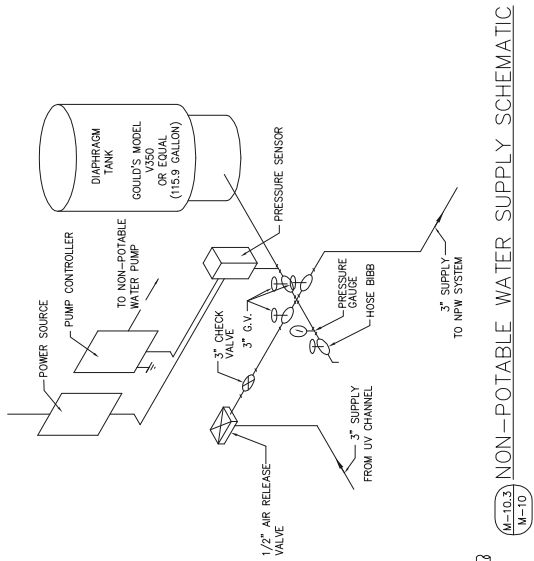 POWER SOURCE
PUMP CONTROLLER
TO NON-POTABLE
WATER PUMP
DIAPHRAGM
TANK
GOULD'S MODEL
V350
OR EQUAL
(115.9 GALLON)
PRESSURE SENSOR
3" G.V.
3" CHECK
VALVE
1/2" AIR RELEASE
VALVE
3" SUPPLY
FROM UV CHANNEL
PRESSURE
GAUGE
HOSE BIBB
3" SUPPLY
TO NPW SYSTEM
M-10.3
M-10
NON-POTABLE WATER SUPPLY SCHEMATIC